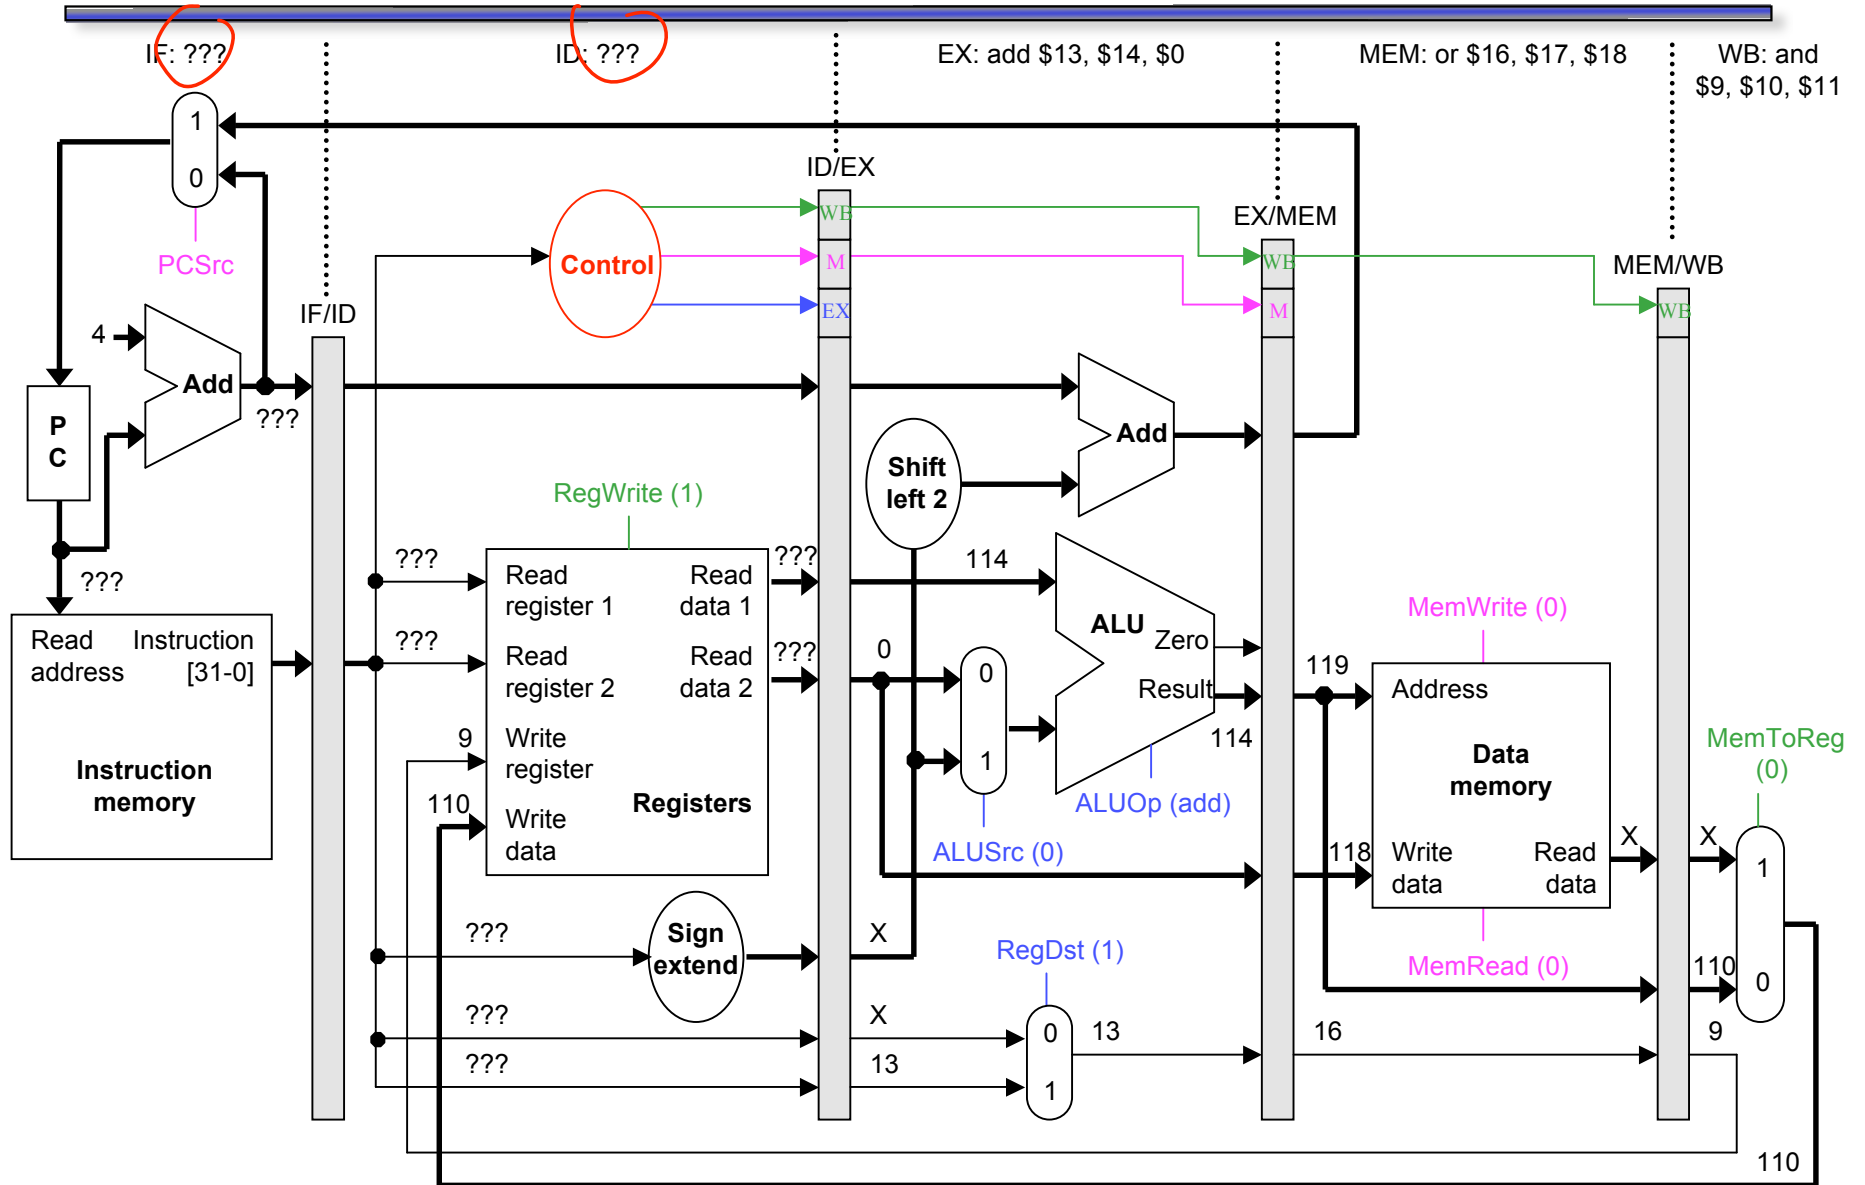 IF: ???
ID: ???
EX: add $13, $14, $0
MEM: or $16, $17, $18
WB: and
$9, $10, $11
1
0
PCSrc
ID/EX
WB
M
EX
Control
EX/MEM
WB
M
MEM/WB
WB
IF/ID
4
Add
???
P
C
Add
Shift
left 2
RegWrite (1)
???
Read
register 1
Read
data 1
???
114
???
Read
address
Instruction
[31-0]
Instruction
memory
???
Read
register 2
Read
data 2
???
0
0
1
ALU
Zero
Result
114
ALUOp (add)
ALUSrc (0)
9
Write
register
110
Write
data
Registers
MemWrite (0)
119
Address
Data
memory
118
Write
data
Read
data
X
X
MemToReg
(0)
1
0
110
MemRead (0)
???
Sign
extend
X
RegDst (1)
???
X
0
1
13
16
9
???
13
110